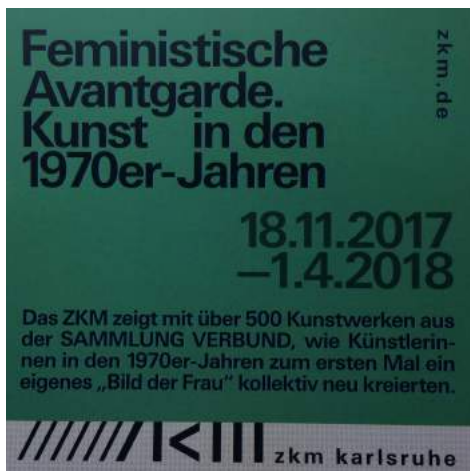 Feministische
Avantgarde.
Kunst in den
1970er-Jahren
zkm.de
18.11.2017
–1.4.2018
Das ZKM zeigt mit über 500 Kunstwerken aus
der SAMMLUNG VERBUND, wie Künstlerin-
nen in den 1970er-Jahren zum ersten Mal ein
eigenes „Bild der Frau“ kollektiv neu kreierten.
zkm karlsruhe